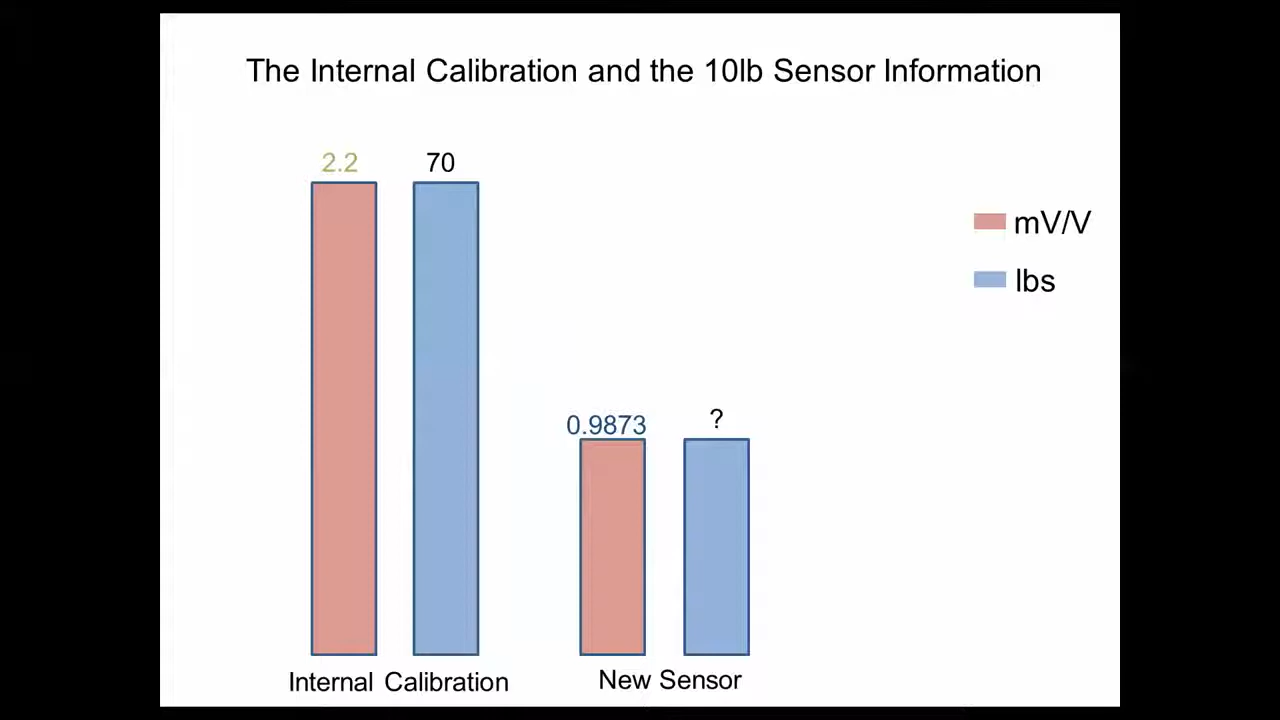 The Internal Calibration and the 10lb Sensor Information
2.2
70
mV/V
lbs
0.9873
?
Internal Calibration
New Sensor